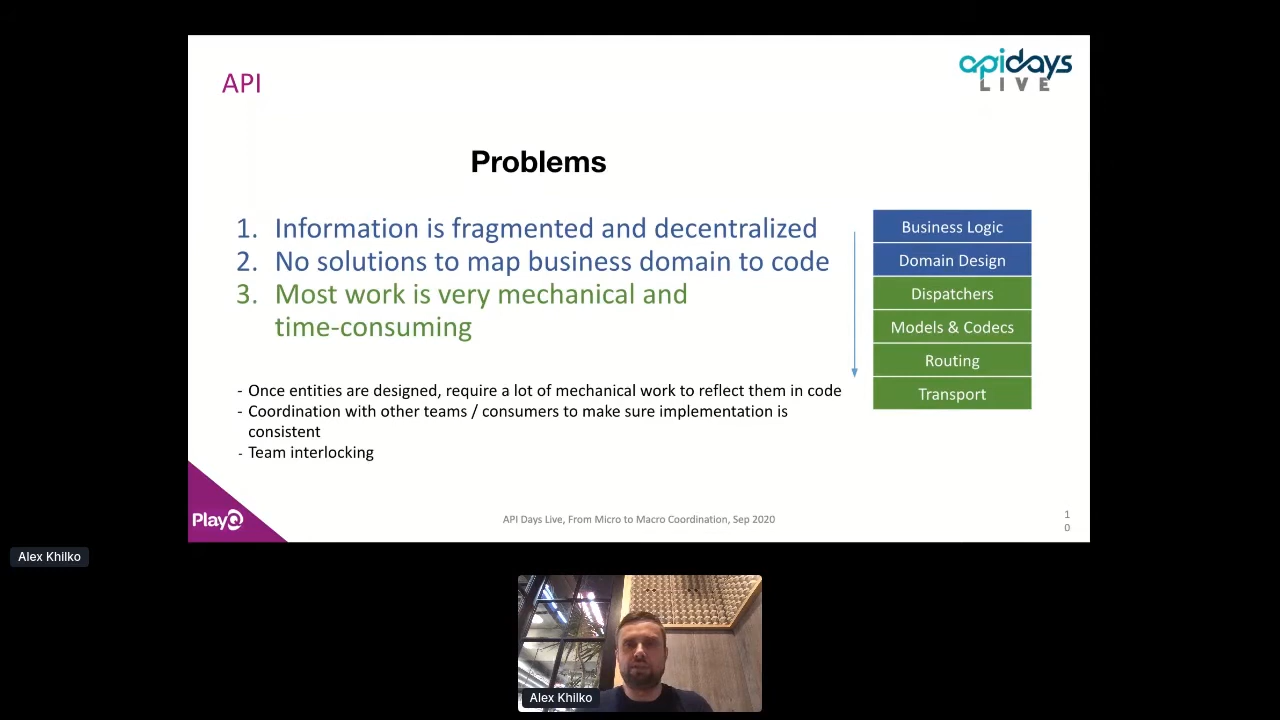 API
apidays
LIVE
Problems
1. Information is fragmented and decentralized
2. No solutions to map business domain to code
3. Most work is very mechanical and
time-consuming
- Once entities are designed, require a lot of mechanical work to reflect them in code
- Coordination with other teams / consumers to make sure implementation is
consistent
- Team interlocking
Business Logic
Domain Design
Dispatchers
Models & Codecs
Routing
Transport
PlayQ
API Days Live, From Micro to Macro Coordination, Sep 2020
1
0
Alex Khilko
Alex Khilko